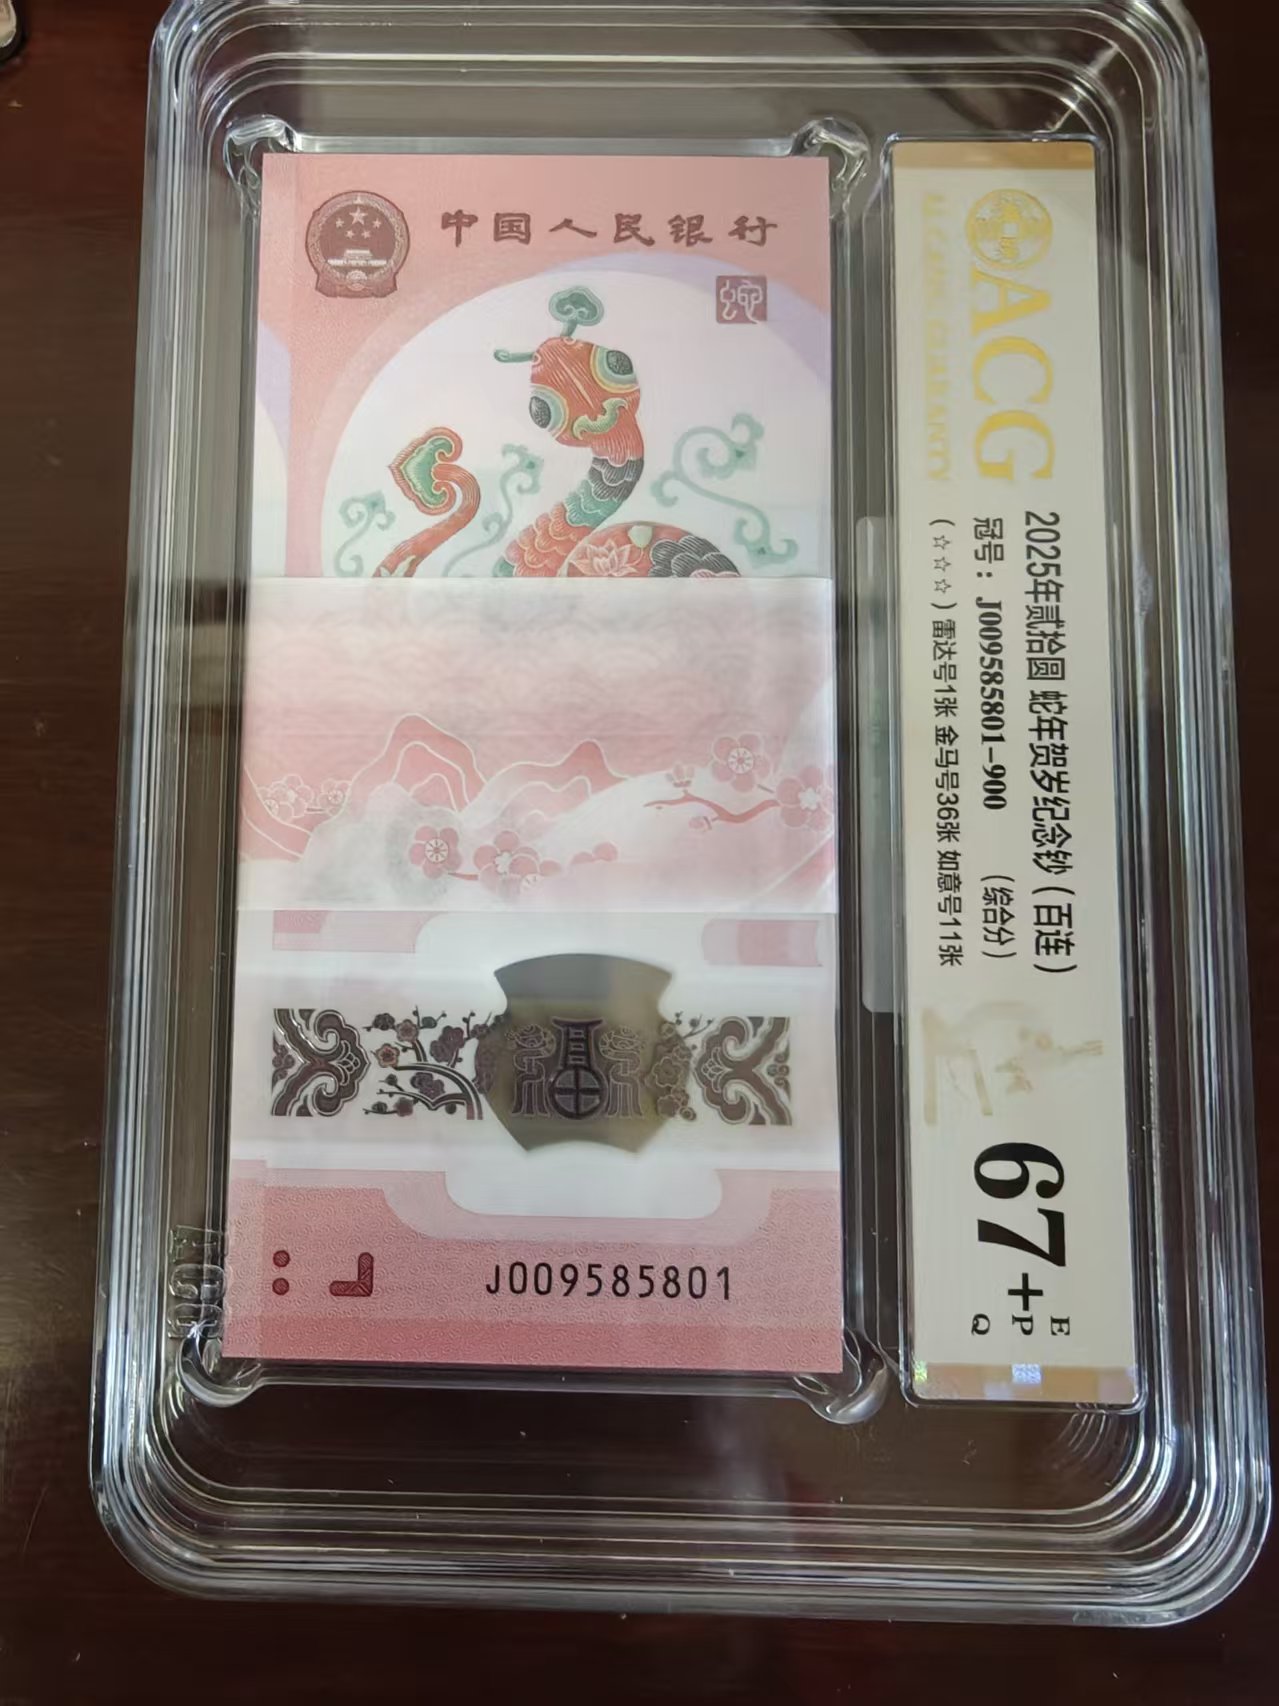 中国人民银行
蛇
J009585801
ACG
2025年贰拾圆 蛇年贺岁纪念钞（百连）
冠号：J009585801-900 （综合分）
（☆☆☆）雷达号1张 金马号36张 如意号11张
67+
E
P
Q